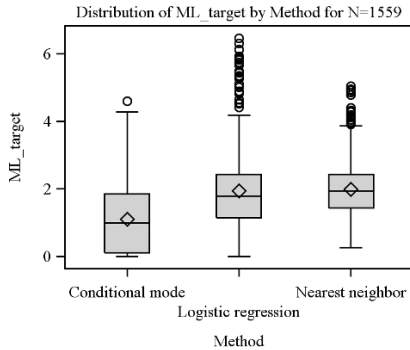 Distribution of ML_target by Method for N=1559
6
4
2
0
ML_target
Conditional mode
Logistic regression
Nearest neighbor
Method